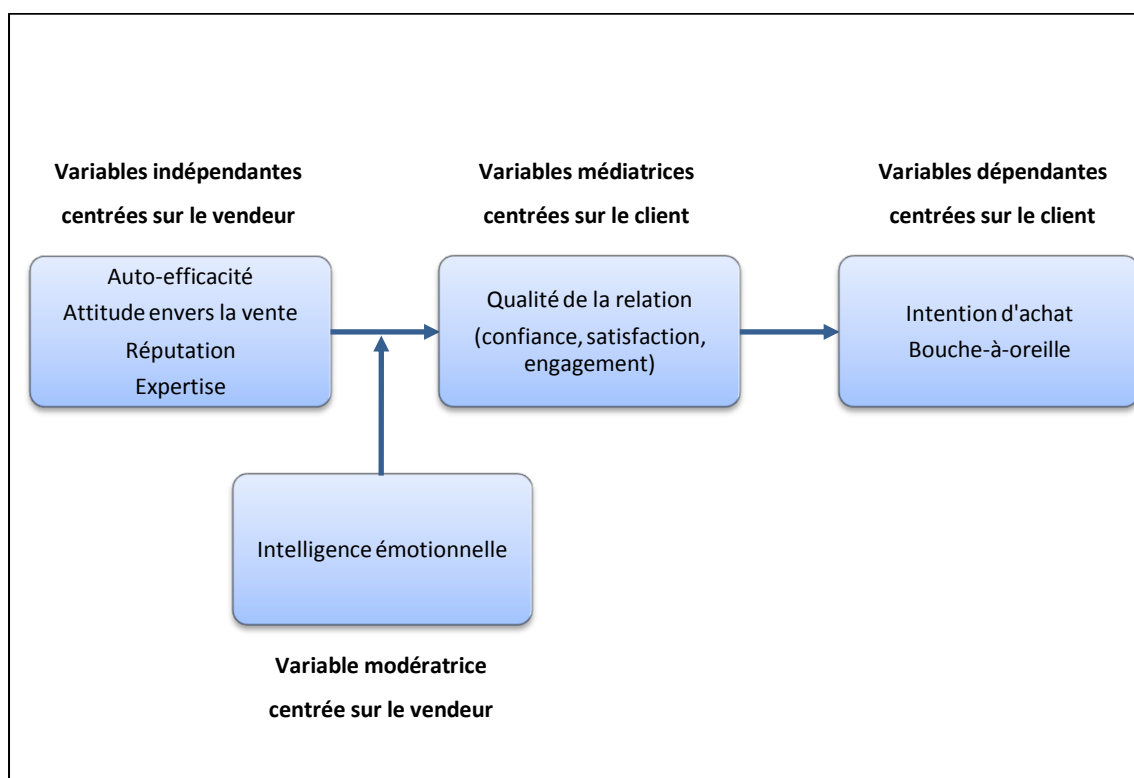 Variables indépendantes
centrées sur le vendeur
Auto-efficacité
Attitude envers la vente
Réputation
Expertise
Variables médiatrices
centrées sur le client
Qualité de la relation
(confiance, satisfaction,
engagement)
Variables dépendantes
centrées sur le client
Intention d'achat
Bouche-à-oreille
Intelligence émotionnelle
Variable modératrice
centrée sur le vendeur